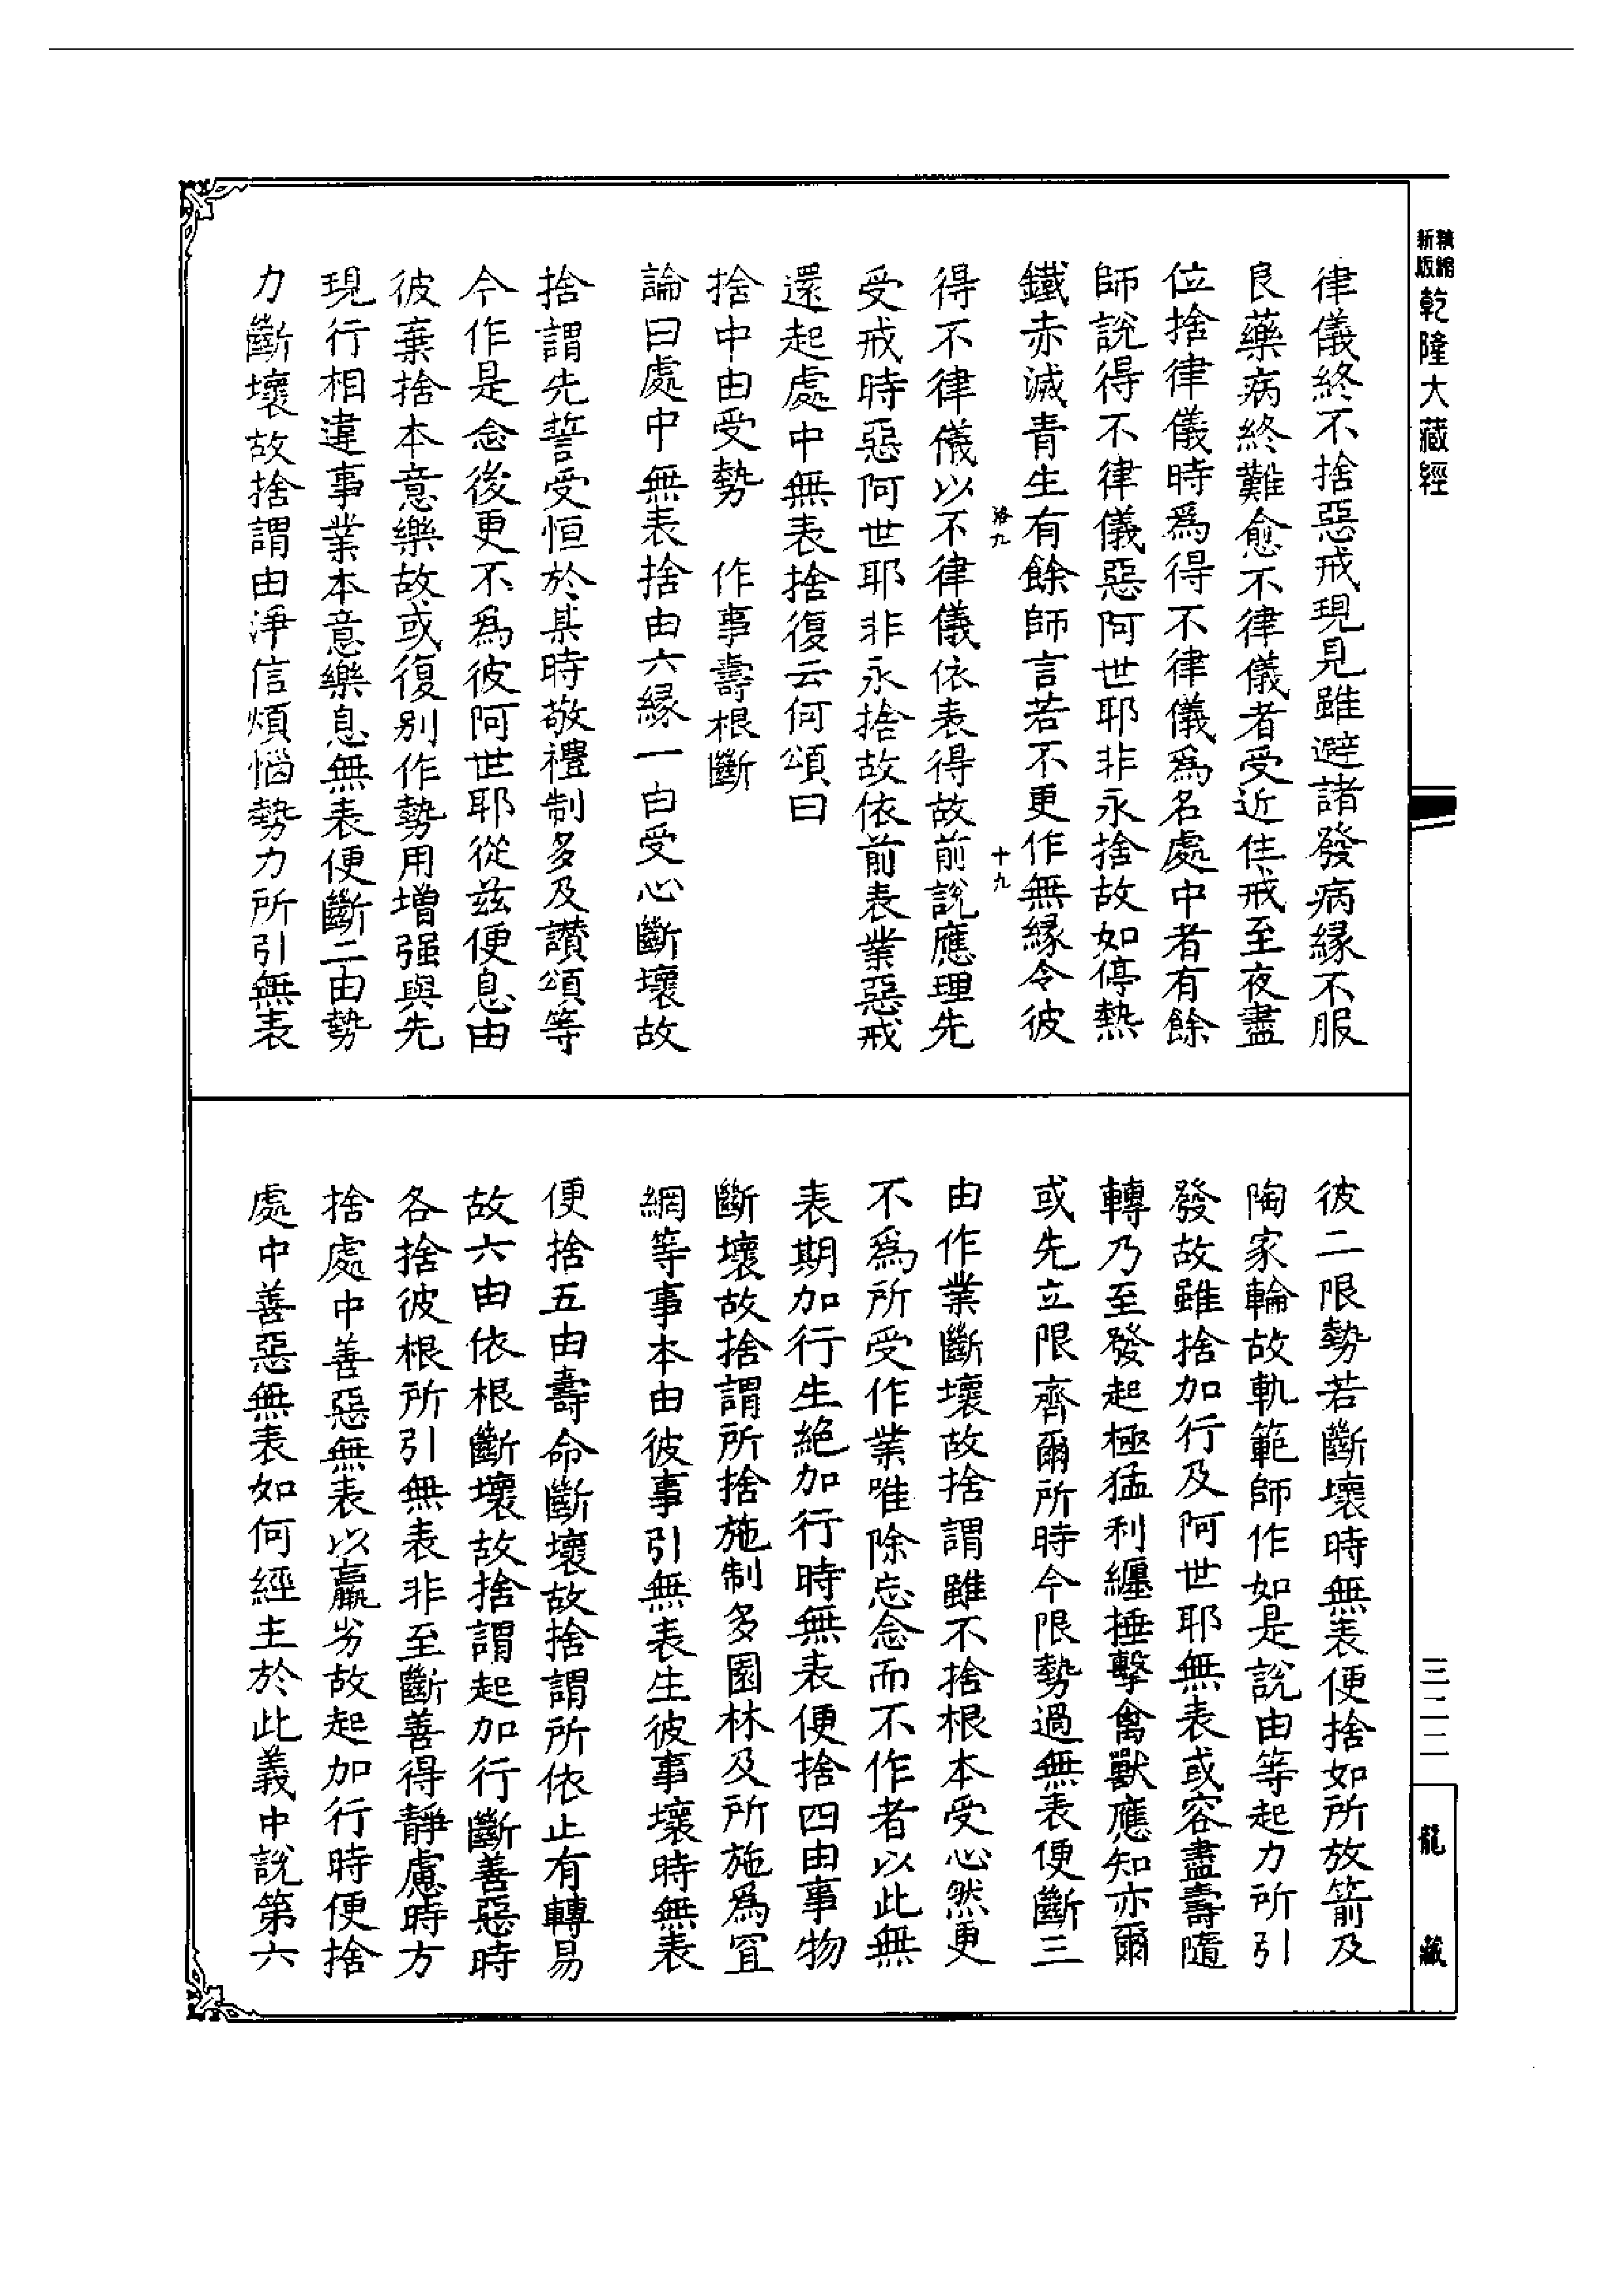 精縮
新版
乾隆大藏經
律儀終不捨惡戒現見雖避諸發病緣不服
良藥病終難愈不律儀者受近住戒至夜盡
位捨律儀時爲得不律儀爲名處中者有餘
師說得不律儀惡阿世耶非永捨故如停熱
鐵赤滅青生有餘師言若不更作無緣令彼
洛九 十九
得不律儀以不律儀依表得故前說應理先
受戒時惡阿世耶非永捨故依前表業惡戒
還起處中無表捨復云何頌曰
捨中由受勢 作事壽根斷
論曰處中無表捨由六緣一由受心斷壞故
捨謂先誓受恒於某時敬禮制多及讚頌等
今作是念後更不爲彼阿世耶從茲便息由
彼棄捨本意樂故或復別作勢用增强與先
現行相違事業本意樂息無表便斷二由勢
力斷壞故捨謂由淨信煩惱勢力所引無表
彼二限勢若斷壞時無表便捨如所放箭及
陶家輪故軌範師作如是說由等起力所引
發故雖捨加行及阿世耶無表或容盡壽隨
轉乃至發起極猛利纏捶擊禽獸應知亦爾
或先立限齊爾所時今限勢過無表便斷三
由作業斷壞故捨謂雖不捨根本受心然更
不爲所受作業唯除忘念而不作者以此無
表期加行生絕加行時無表便捨四由事物
斷壞故捨謂所捨施制多園林及所施爲罝
網等事本由彼事引無表生彼事壞時無表
便捨五由壽命斷壞故捨謂所依止有轉易
故六由依根斷壞故捨謂起加行斷善惡時
各捨彼根所引無表非至斷善得靜慮時方
捨處中善惡無表以羸劣故起加行時便捨
處中善惡無表如何經主於此義中說第六
三二二
龍藏